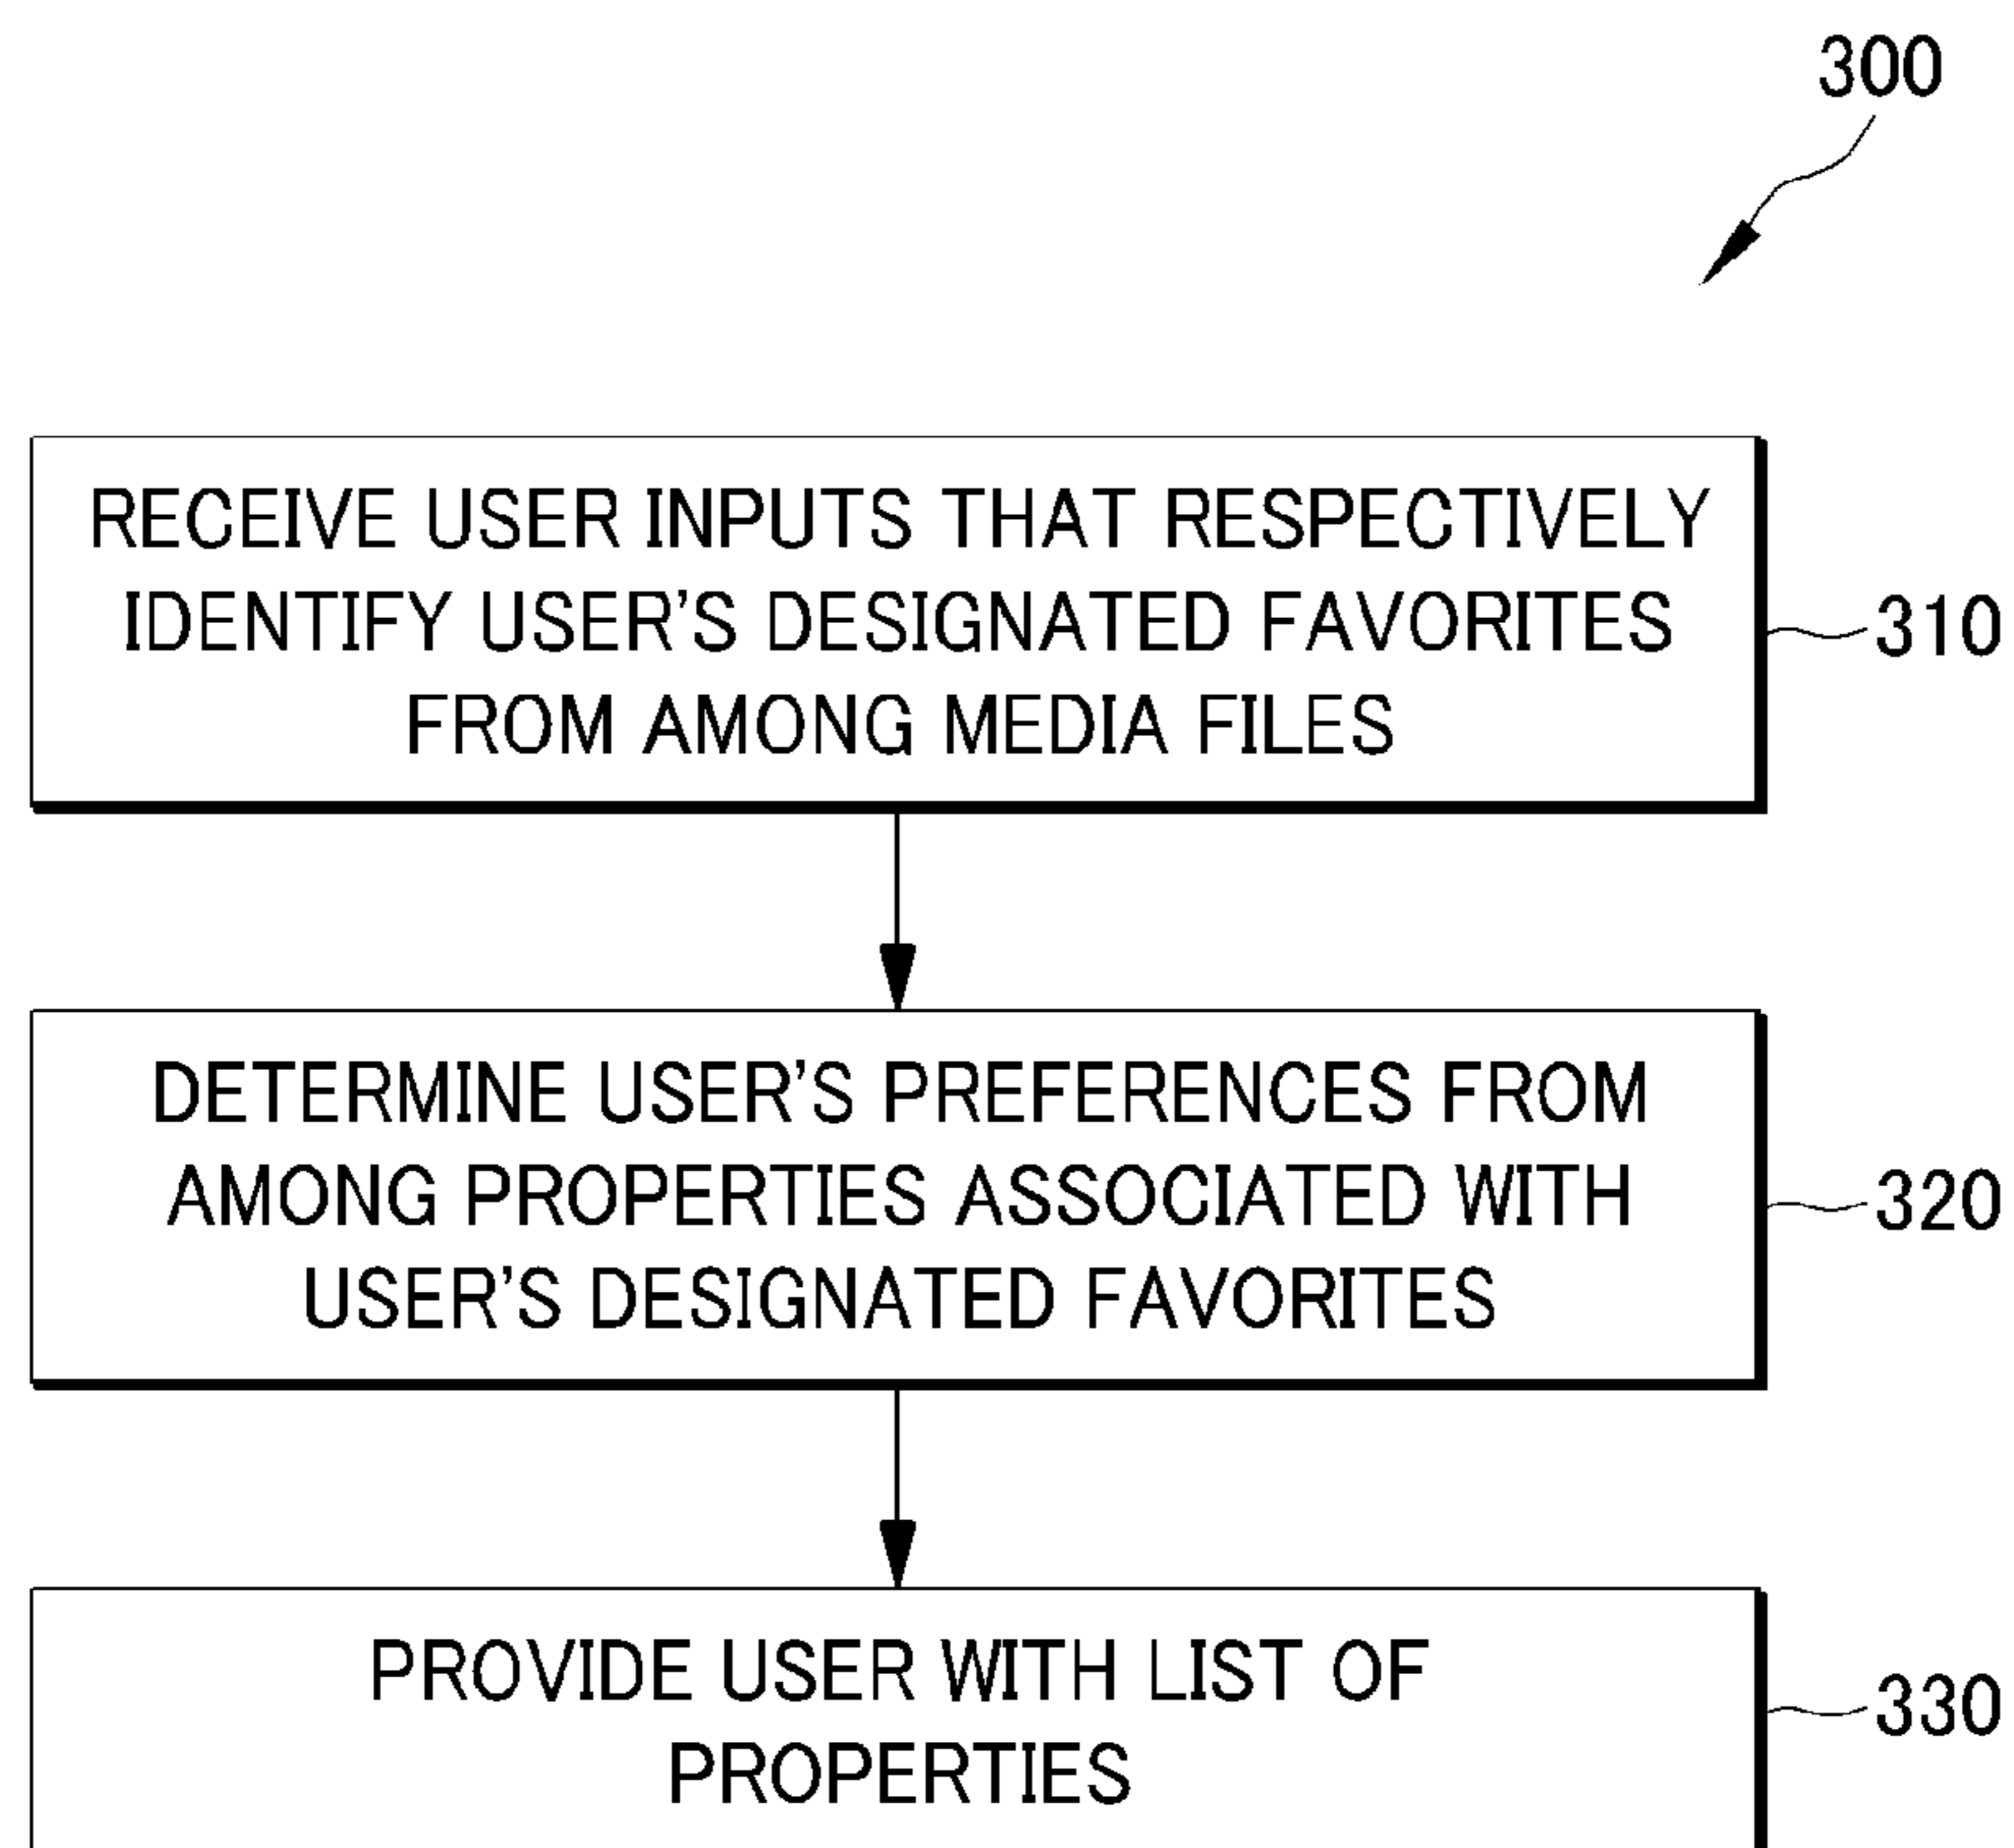 300
RECEIVE USER INPUTS THAT RESPECTIVELY
IDENTIFY USER'S DESIGNATED FAVORITES
FROM AMONG MEDIA FILES
310
DETERMINE USER'S PREFERENCES FROM
AMONG PROPERTIES ASSOCIATED WITH
USER'S DESIGNATED FAVORITES
320
PROVIDE USER WITH LIST OF
PROPERTIES
330